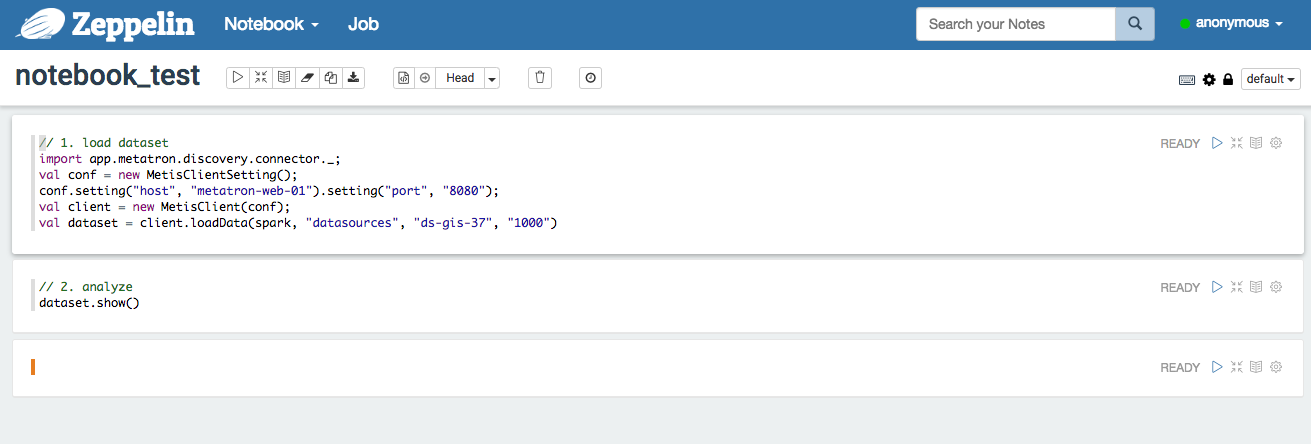 Zeppelin Notebook Job Search your Notes anonymous
notebook_test Head default
// 1. load dataset READY
import app.metatron.discovery.connector._;
val conf = new MetisClientSetting();
conf.setting("host", "metatron-web-01").setting("port", "8080");
val client = new MetisClient(conf);
val dataset = client.loadData(spark, "datasources", "ds-gis-37", "1000")
// 2. analyze READY
dataset.show()
READY